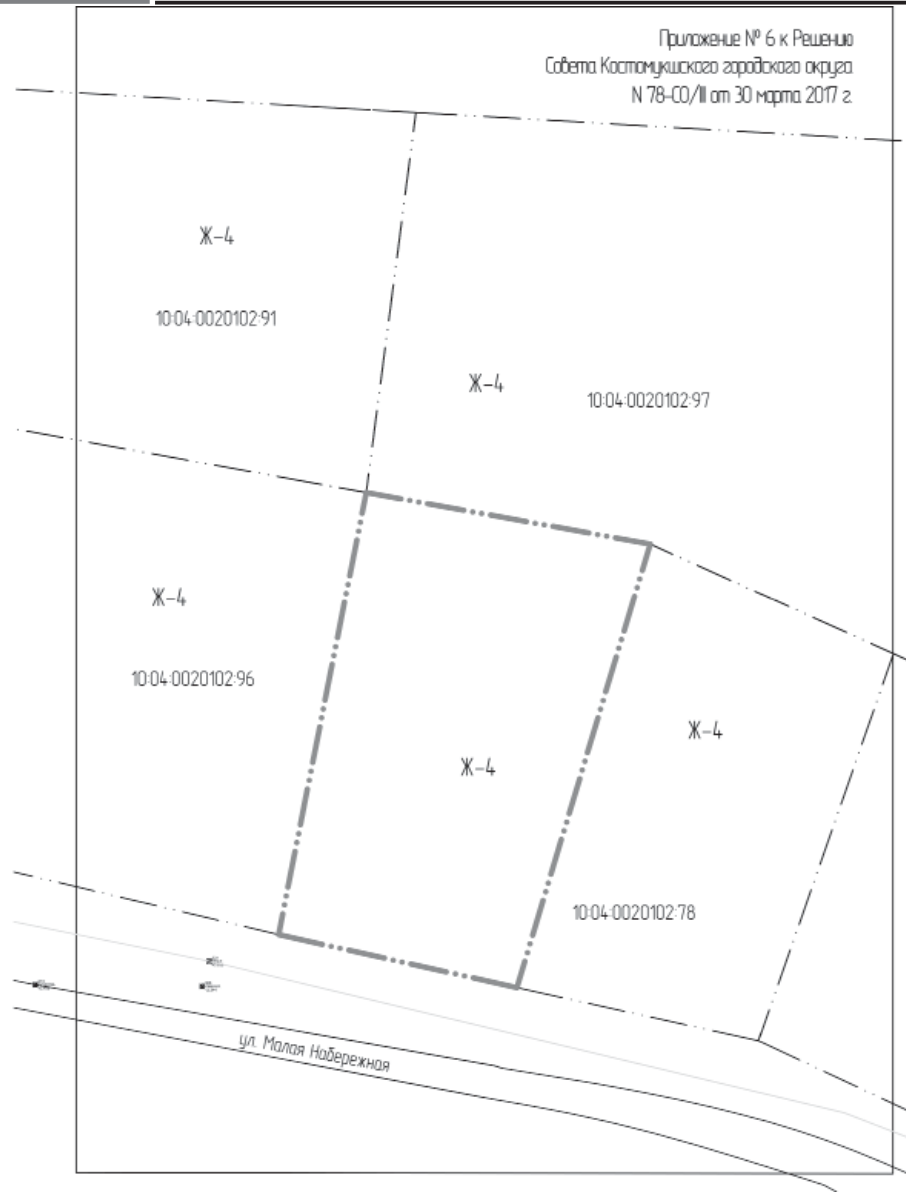 Приложение № 6 к Решению
Совета Костомукшского городского округа
N 78-СО/III от 30 марта 2017 г.
Ж-4
10:04:0020102:91
Ж-4
10:04:0020102:97
Ж-4
10:04:0020102:96
Ж-4
Ж-4
10:04:0020102:78
ул. Малая Набережная